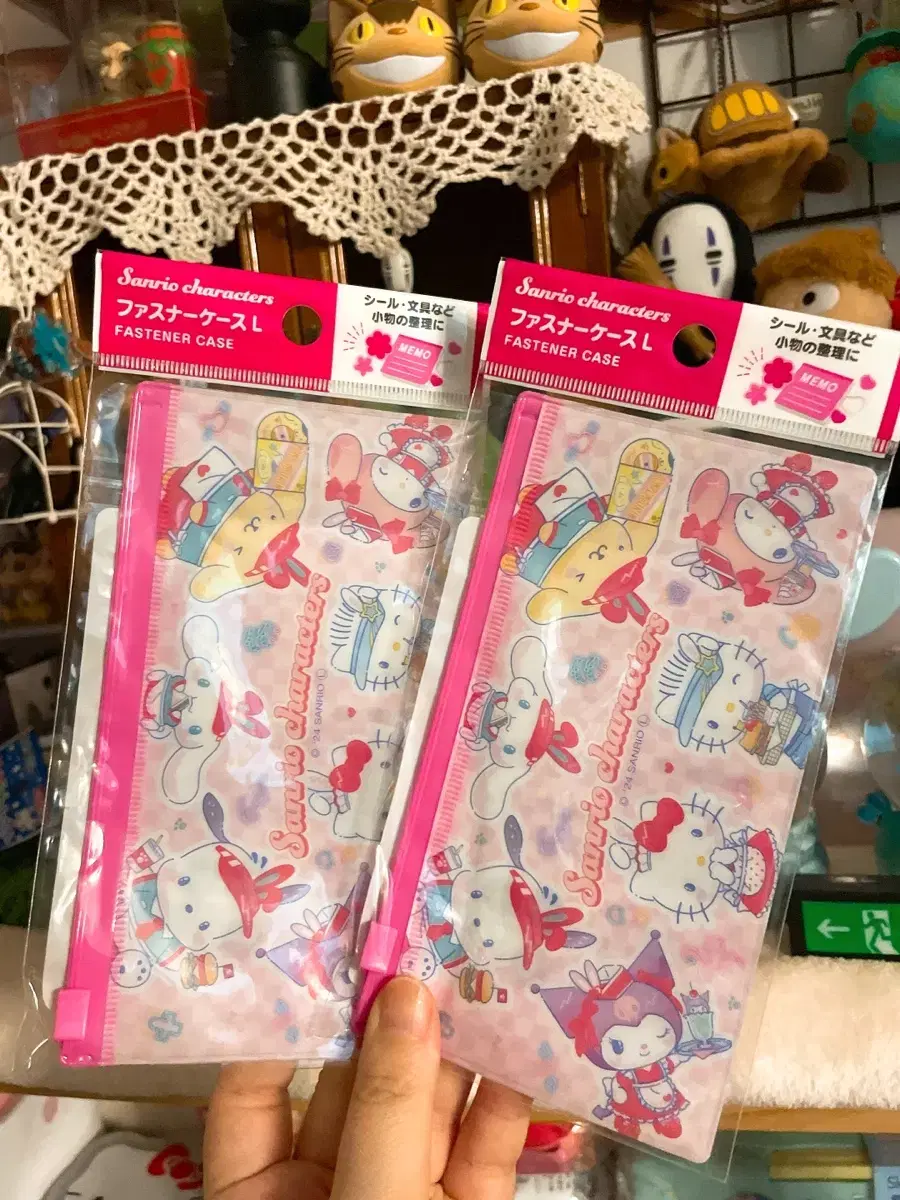 Sanrio characters
ファスナーケース L
FASTENER CASE
シール・文具など
小物の整理に
MEMO
Sanrio characters
© '24 SANRIO Ⓛ
Sanrio characters
ファスナーケース L
FASTENER CASE
シール・文具など
小物の整理に
MEMO
Sanrio characters
© '24 SANRIO Ⓛ